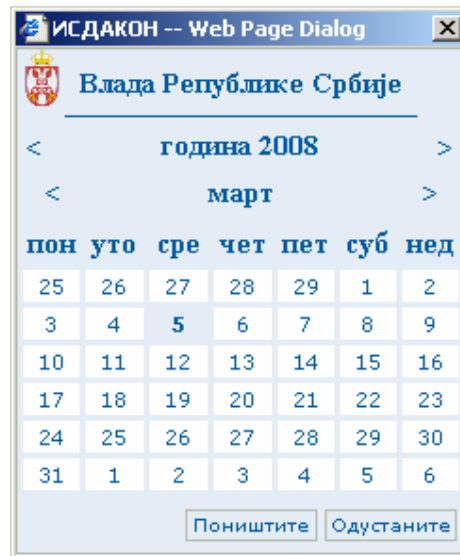 ИСДАКОН -- Web Page Dialog
Влада Републике Србије
< година 2008 >
< март >
пон уто сре чет пет суб нед
25 26 27 28 29 1 2
3 4 5 6 7 8 9
10 11 12 13 14 15 16
17 18 19 20 21 22 23
24 25 26 27 28 29 30
31 1 2 3 4 5 6
Поништите Одустаните